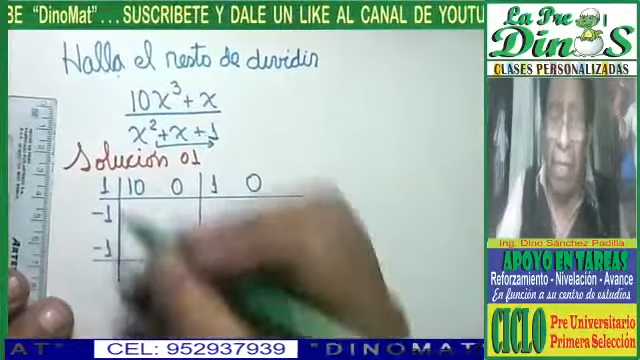 BE “DinoMat”...SUSCRIBETE Y DALE UN LIKE AL CANAL DE YOUTU
La Pre
DinoS
CLASES PERSONALIZADAS
Halla el resto de dividir
10x³ + x
x² + x + 1
Solución 01
1 10 0 1 0
-1
-1
ARTE
Ing. Dino Sánchez Padilla
APOYO EN TAREAS
Reforzamiento - Nivelación - Avance
En función a su centro de estudios
CICLO Pre Universitario
Primera Selección
AT" CEL: 952937939 "DINOMAT